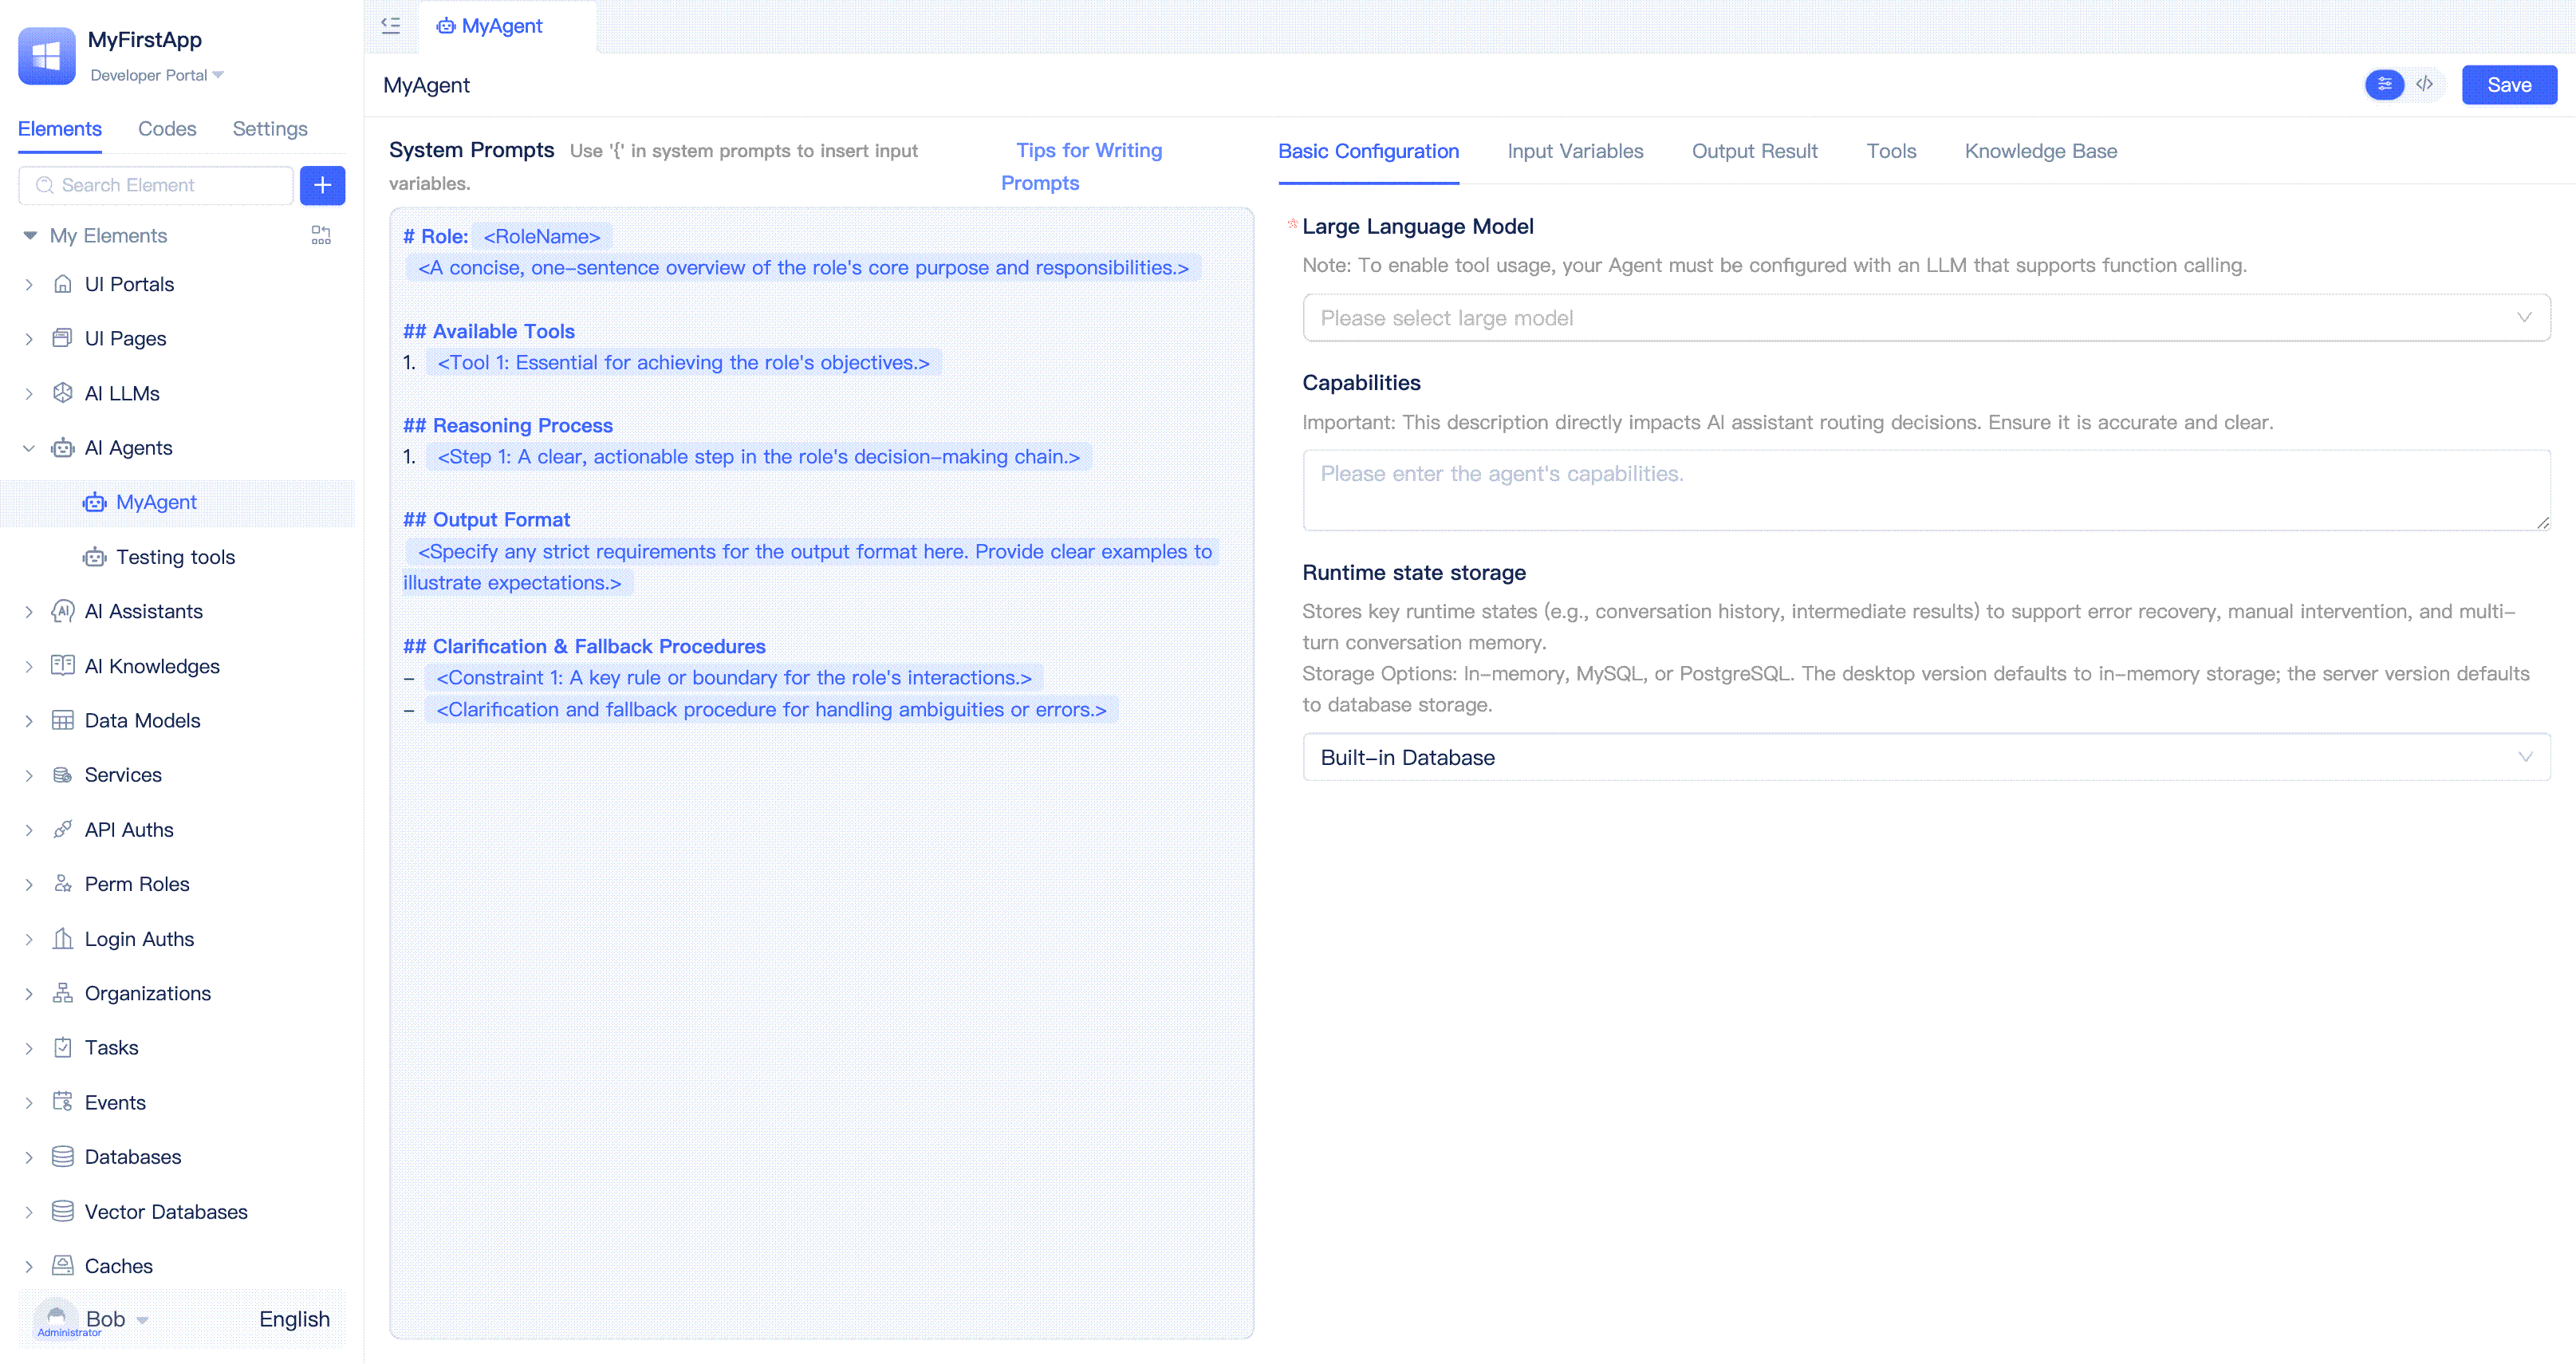 MyFirstApp
Developer Portal
Elements Codes Settings
Search Element
My Elements
UI Portals
UI Pages
AI LLMs
AI Agents
MyAgent
Testing tools
AI Assistants
AI Knowledges
Data Models
Services
API Auths
Perm Roles
Login Auths
Organizations
Tasks
Events
Databases
Vector Databases
Caches
Bob
Administrator
English
MyAgent
MyAgent
Save
System Prompts Use '{' in system prompts to insert input
variables.
Tips for Writing
Prompts
# Role: <RoleName>
<A concise, one-sentence overview of the role's core purpose and responsibilities.>
## Available Tools
1. <Tool 1: Essential for achieving the role's objectives.>
## Reasoning Process
1. <Step 1: A clear, actionable step in the role's decision-making chain.>
## Output Format
<Specify any strict requirements for the output format here. Provide clear examples to
illustrate expectations.>
## Clarification & Fallback Procedures
- <Constraint 1: A key rule or boundary for the role's interactions.>
- <Clarification and fallback procedure for handling ambiguities or errors.>
Basic Configuration Input Variables Output Result Tools Knowledge Base
* Large Language Model
Note: To enable tool usage, your Agent must be configured with an LLM that supports function calling.
Please select large model
Capabilities
Important: This description directly impacts AI assistant routing decisions. Ensure it is accurate and clear.
Please enter the agent's capabilities.
Runtime state storage
Stores key runtime states (e.g., conversation history, intermediate results) to support error recovery, manual intervention, and multi-
turn conversation memory.
Storage Options: In-memory, MySQL, or PostgreSQL. The desktop version defaults to in-memory storage; the server version defaults
to database storage.
Built-in Database